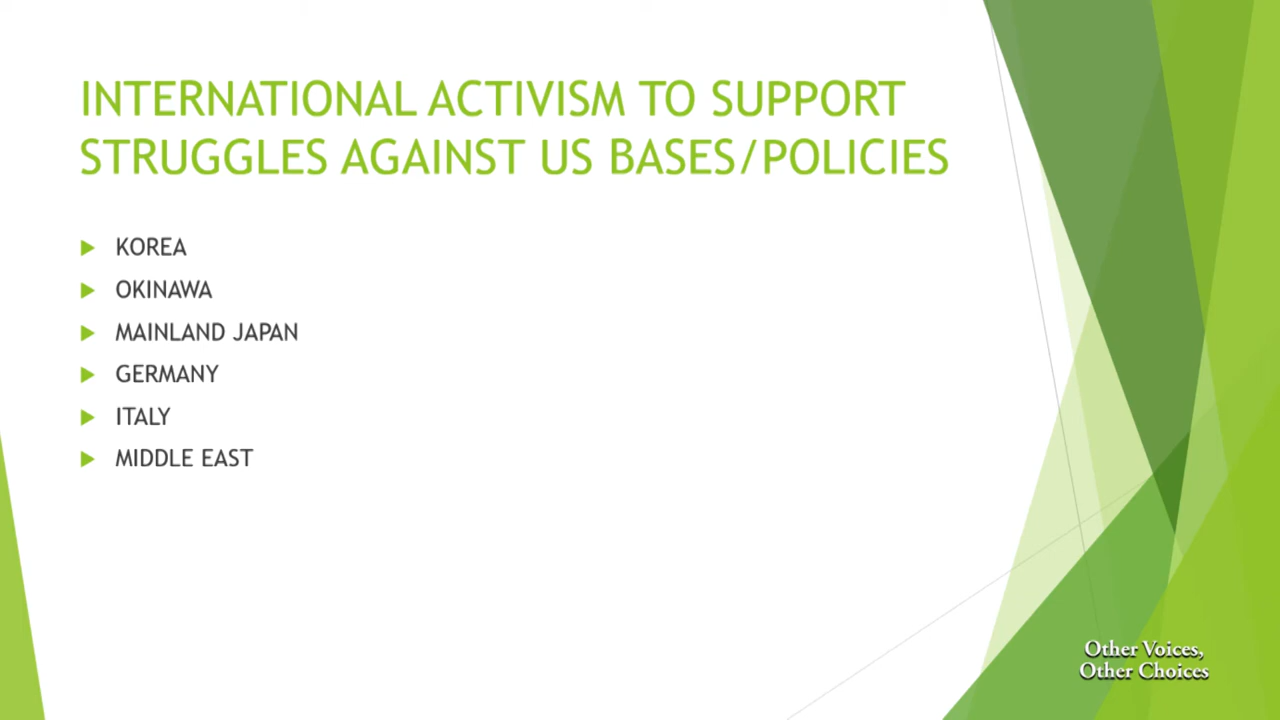 INTERNATIONAL ACTIVISM TO SUPPORT
STRUGGLES AGAINST US BASES/POLICIES
KOREA
OKINAWA
MAINLAND JAPAN
GERMANY
ITALY
MIDDLE EAST
Other Voices,
Other Choices